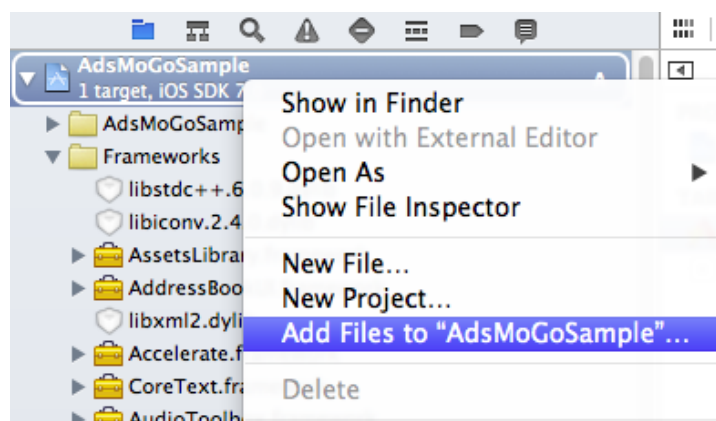 AdsMoGoSample
1 target, iOS SDK 7
A
AdsMoGoSamp
Frameworks
libstdc++.6
libiconv.2.4
AssetsLibra
AddressBoo
libxml2.dyli
Accelerate.f
CoreText.fra
AudioToolb
Show in Finder
Open with External Editor
Open As
Show File Inspector
New File...
New Project...
Add Files to “AdsMoGoSample”...
Delete